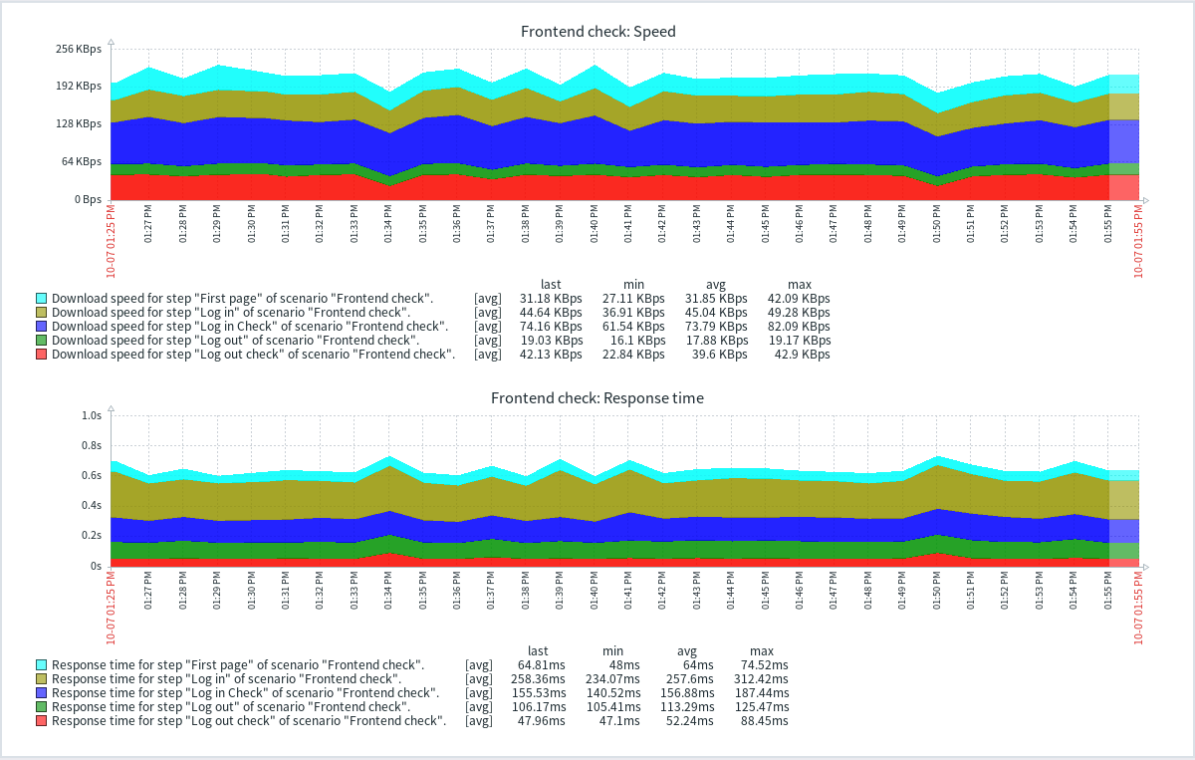 Frontend check: Speed
256 KBps
192 KBps
128 KBps
64 KBps
0 Bps
10-07 01:25 PM
01:27 PM
01:28 PM
01:29 PM
01:30 PM
01:31 PM
01:32 PM
01:33 PM
01:34 PM
01:35 PM
01:36 PM
01:37 PM
01:38 PM
01:39 PM
01:40 PM
01:41 PM
01:42 PM
01:43 PM
01:44 PM
01:45 PM
01:46 PM
01:47 PM
01:48 PM
01:49 PM
01:50 PM
01:51 PM
01:52 PM
01:53 PM
01:54 PM
01:55 PM
10-07 01:55 PM
last min avg max
Download speed for step "First page" of scenario "Frontend check". [avg] 31.18 KBps 27.11 KBps 31.85 KBps 42.09 KBps
Download speed for step "Log in" of scenario "Frontend check". [avg] 44.64 KBps 36.91 KBps 45.04 KBps 49.28 KBps
Download speed for step "Log in Check" of scenario "Frontend check". [avg] 74.16 KBps 61.54 KBps 73.79 KBps 82.09 KBps
Download speed for step "Log out" of scenario "Frontend check". [avg] 19.03 KBps 16.1 KBps 17.88 KBps 19.17 KBps
Download speed for step "Log out check" of scenario "Frontend check". [avg] 42.13 KBps 22.84 KBps 39.6 KBps 42.9 KBps
Frontend check: Response time
1.0s
0.8s
0.6s
0.4s
0.2s
0s
10-07 01:25 PM
01:27 PM
01:28 PM
01:29 PM
01:30 PM
01:31 PM
01:32 PM
01:33 PM
01:34 PM
01:35 PM
01:36 PM
01:37 PM
01:38 PM
01:39 PM
01:40 PM
01:41 PM
01:42 PM
01:43 PM
01:44 PM
01:45 PM
01:46 PM
01:47 PM
01:48 PM
01:49 PM
01:50 PM
01:51 PM
01:52 PM
01:53 PM
01:54 PM
01:55 PM
10-07 01:55 PM
last min avg max
Response time for step "First page" of scenario "Frontend check". [avg] 64.81ms 48ms 64ms 74.52ms
Response time for step "Log in" of scenario "Frontend check". [avg] 258.36ms 234.07ms 257.6ms 312.42ms
Response time for step "Log in Check" of scenario "Frontend check". [avg] 155.53ms 140.52ms 156.88ms 187.44ms
Response time for step "Log out" of scenario "Frontend check". [avg] 106.17ms 105.41ms 113.29ms 125.47ms
Response time for step "Log out check" of scenario "Frontend check". [avg] 47.96ms 47.1ms 52.24ms 88.45ms